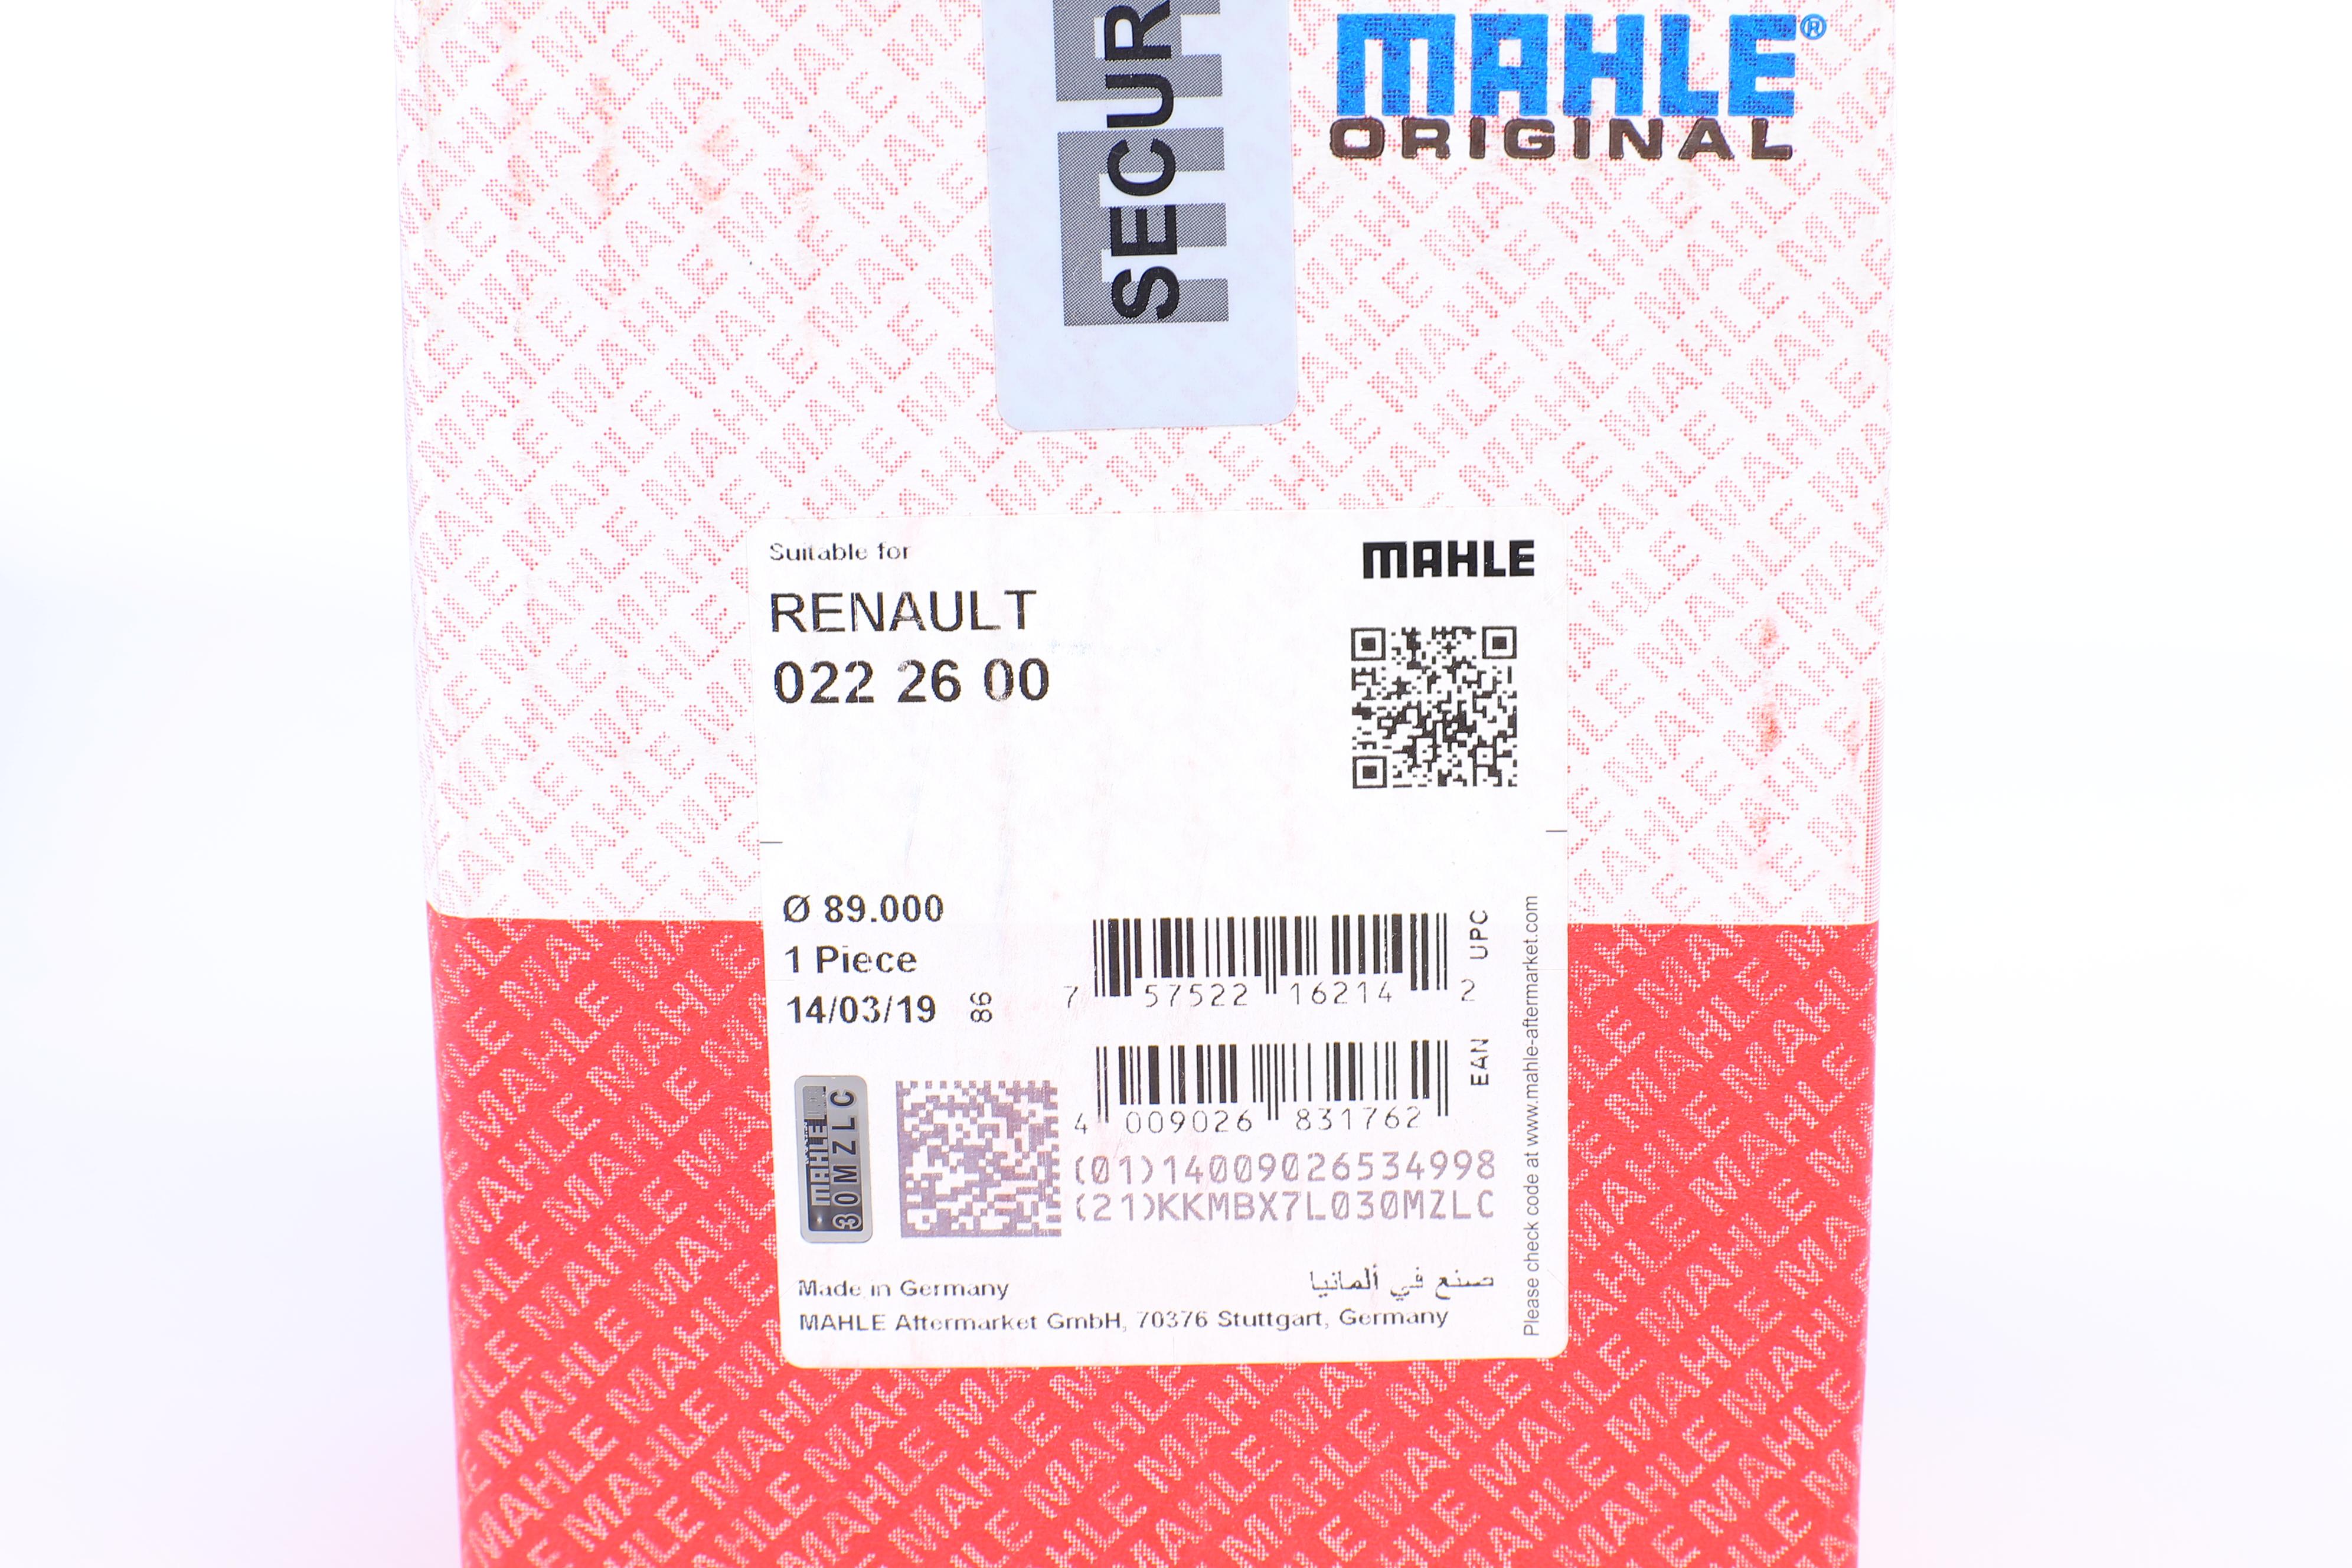 MAHLE®
ORIGINAL
SECUR
Suitable for
MAHLE
RENAULT
022 26 00
Ø 89.000
1 Piece
14/03/19
86
7 57522 16214 2
UPC
4 009026 831762
EAN
(01)14009026534998
(21)KKMBX7L030MZLC
MAHLE
30MZLC
Made in Germany
صنع في ألمانيا
MAHLE Aftermarket GmbH, 70376 Stuttgart, Germany
Please check code at www.mahle-aftermarket.com